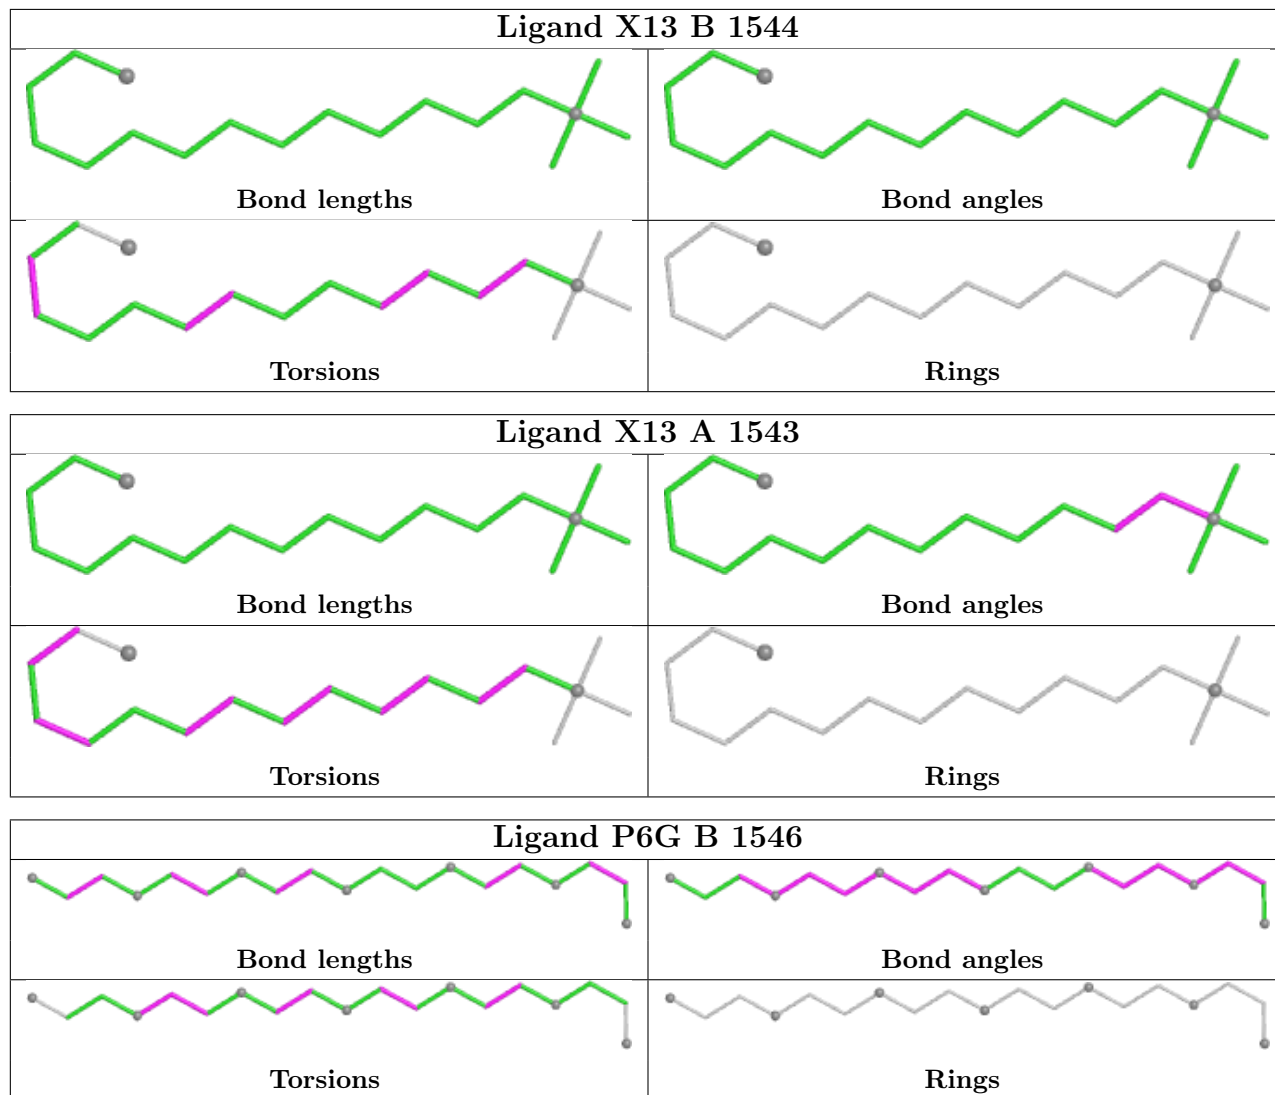 Ligand X13 B 1544
Bond lengths Bond angles
Torsions Rings
Ligand X13 A 1543
Bond lengths Bond angles
Torsions Rings
Ligand P6G B 1546
Bond lengths Bond angles
Torsions Rings